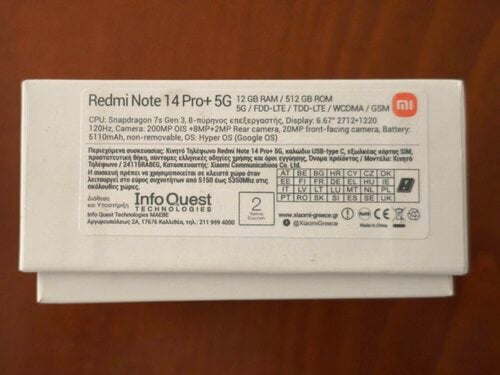 Redmi Note 14 Pro+ 5G 12 GB RAM / 512 GB ROM
5G / FDD-LTE / TDD-LTE / WCDMA / GSM
CPU: Snapdragon 7s Gen 3, 8-πύρηνος επεξεργαστής, Display: 6.67" 2712*1220
120Hz, Camera: 200MP OIS +8MP+2MP Rear camera, 20MP front-facing camera, Battery:
5110mAh, non-removable, OS: Hyper OS (Google OS)
Περιεχόμενα συσκευασίας: Κινητό Τηλέφωνο Redmi Note 14 Pro+ 5G, καλώδιο USB-type C, εξωλκέας κάρτας SIM,
προστατευτική θήκη, σύντομες ελληνικές οδηγίες χρήσης και όροι εγγύησης, Όνομα προϊόντος / Μοντέλο: Κινητό
Τηλέφωνο / 24115RA8EG, Κατασκευαστής: Xiaomi Communications Co., Ltd.
Η συσκευή πρέπει να χρησιμοποιείται
σε κλειστό χώρο όταν λειτουργεί στο εύρος
συχνοτήτων από 5150 έως 5350Mhz στις
ακόλουθες χώρες.
AT BE BG HR CY CZ DK
EE FI FR DE EL HU IE
IT LV LT LU MT NL PL
PT RO SK SI ES SE UK
Διάθεση
και Υποστήριξη
Info Quest
TECHNOLOGIES
2
Χρόνια
Εγγύηση
Info Quest Technologies ΜΑΕΒΕ
Αργυρουπόλεως 2Α, 17676 Καλλιθέα, τηλ.: 211 999 4000
www.xiaomi-greece.gr
@XiaomiGreece
Made in China